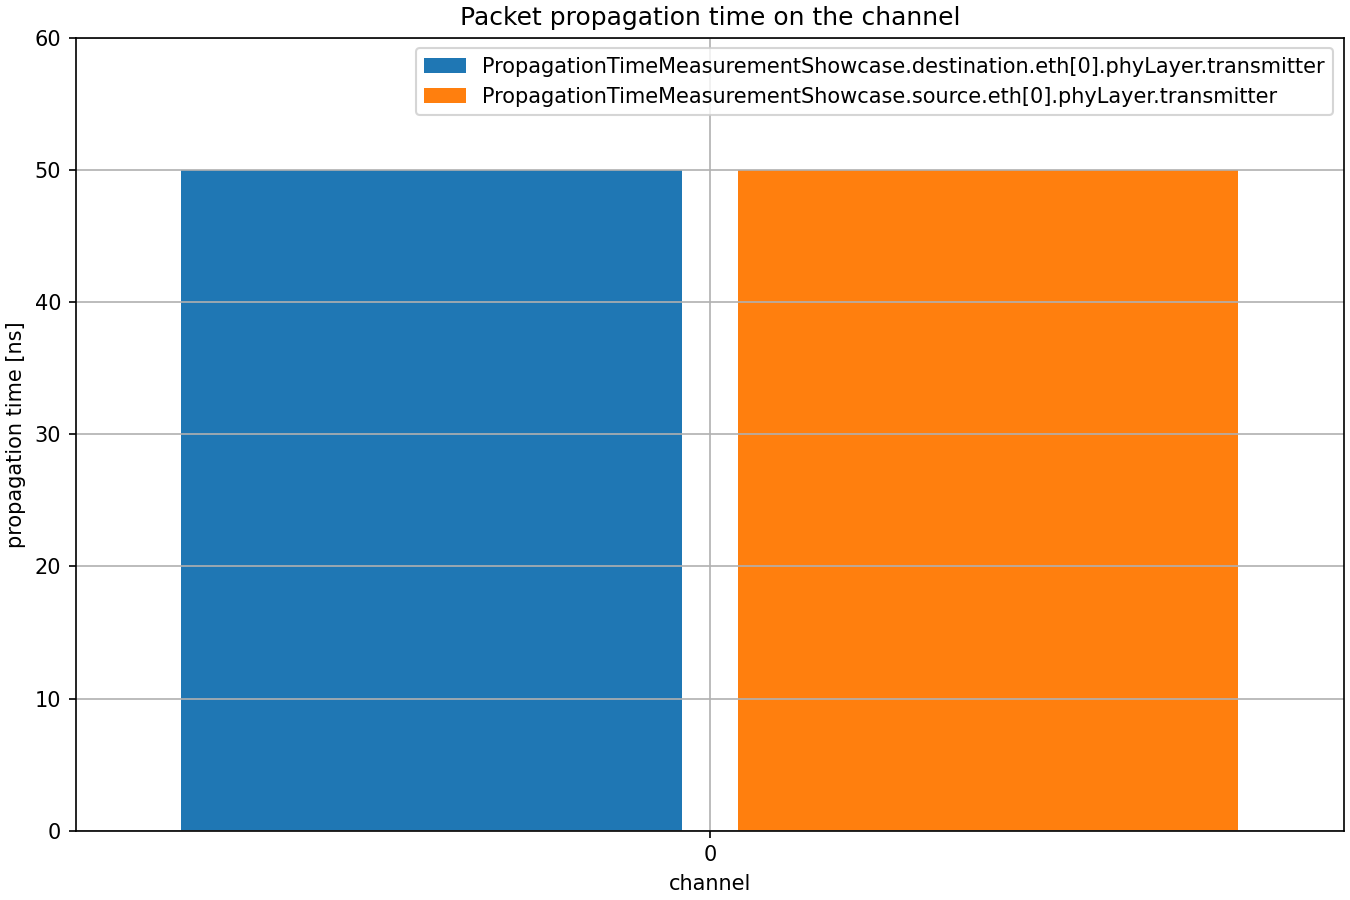 Packet propagation time on the channel
PropagationTimeMeasurementShowcase.destination.eth[0].phyLayer.transmitter
PropagationTimeMeasurementShowcase.source.eth[0].phyLayer.transmitter
propagation time [ns]
60
50
40
30
20
10
0
0
channel